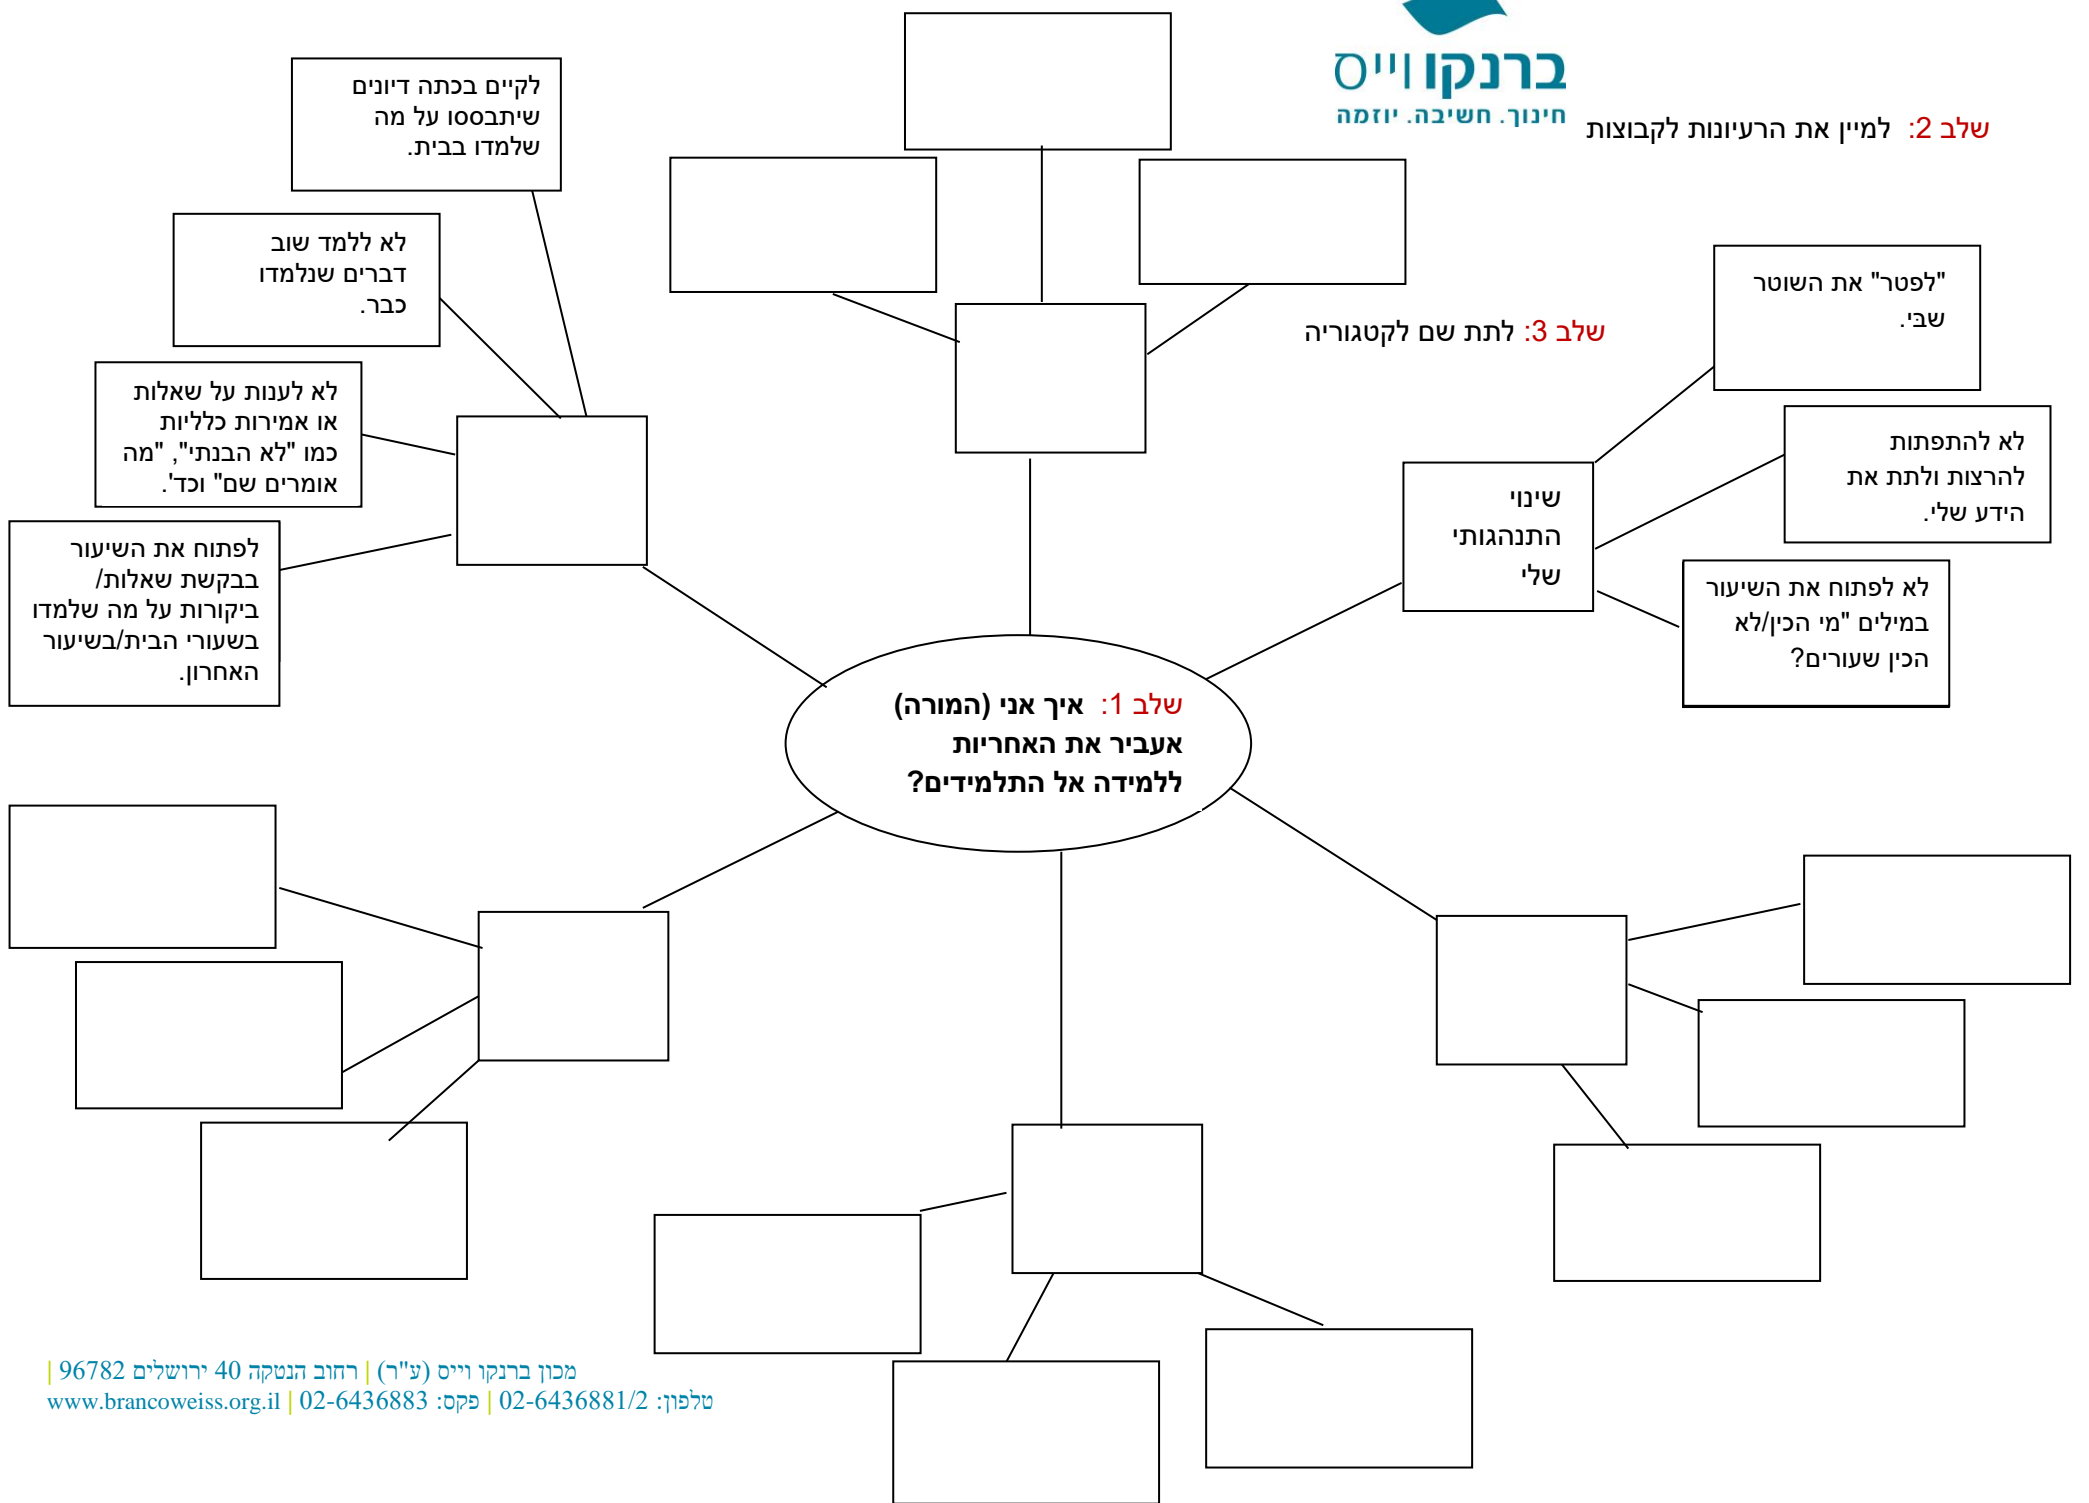 ברנקו וייס
חינוך. חשיבה. יוזמה
שלב 2: למיין את הרעיונות לקבוצות
לקיים בכתה דיונים
שיתבססו על מה
שלמדו בבית.
לא ללמד שוב
דברים שנלמדו
כבר.
לא לענות על שאלות
או אמירות כלליות
כמו "לא הבנתי", "מה
אומרים שם" וכד'.
לפתוח את השיעור
בבקשת שאלות/
ביקורות על מה שלמדו
בשעורי הבית/בשיעור
האחרון.
שלב 3: לתת שם לקטגוריה
"לפטר" את השוטר
שבי.
לא להתפתות
להרצות ולתת את
הידע שלי.
לא לפתוח את השיעור
במילים "מי הכין/לא
הכין שעורים?
שינוי
התנהגותי
שלי
שלב 1: איך אני (המורה)
אעביר את האחריות
ללמידה אל התלמידים?
מכון ברנקו וייס (ע"ר) | רחוב הנטקה 40 ירושלים 96782 |
טלפון: 02-6436881/2 | פקס: 02-6436883 | www.brancoweiss.org.il